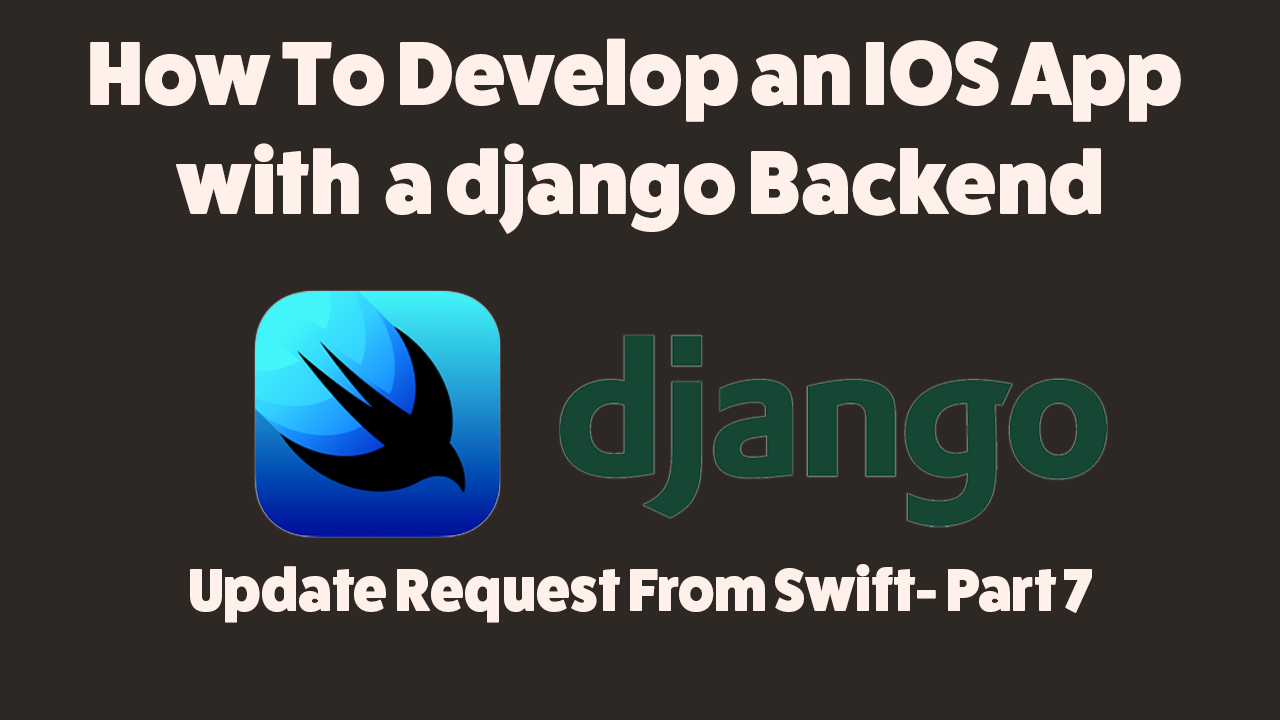 How To Develop an IOS App
with a django Backend
django
Update Request From Swift- Part 7